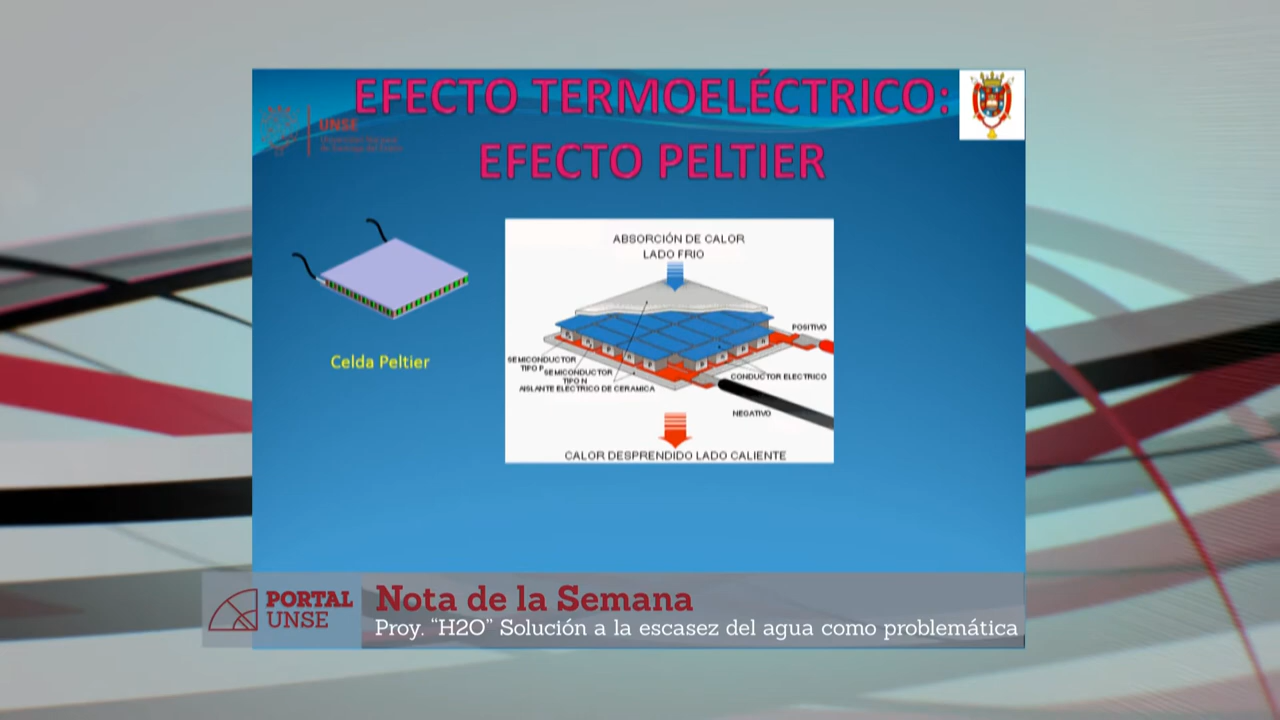 EFECTO TERMOELÉCTRICO:
EFECTO PELTIER
UNSE
Celda Peltier
ABSORCIÓN DE CALOR
LADO FRIO
POSITIVO
SEMICONDUCTOR
TIPO P
SEMICONDUCTOR
TIPO N
AISLANTE ELÉCTRICO DE CERAMICA
CONDUCTOR ELECTRICO
NEGATIVO
CALOR DESPRENDIDO LADO CALIENTE
PORTAL
UNSE
Nota de la Semana
Proy. “H2O” Solución a la escasez del agua como problemática